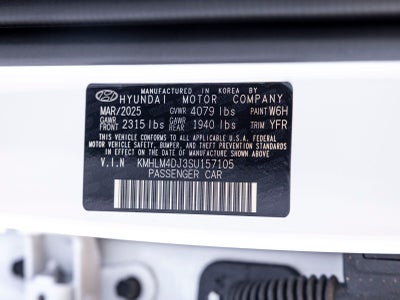 MANUFACTURED IN KOREA BY
HYUNDAI MOTOR COMPANY
MAR/2025 GVWR 4079 lbs PAINT W6H
GAWR FRONT 2315 lbs GAWR REAR 1940 lbs TRIM YFR
THIS VEHICLE CONFORMS TO ALL APPLICABLE U.S.A. FEDERAL
MOTOR VEHICLE SAFETY, BUMPER, AND THEFT PREVENTION STANDARDS
IN EFFECT ON THE DATE OF MANUFACTURE SHOWN ABOVE.
V.I.N KMHLM4DJ3SU157105
PASSENGER CAR